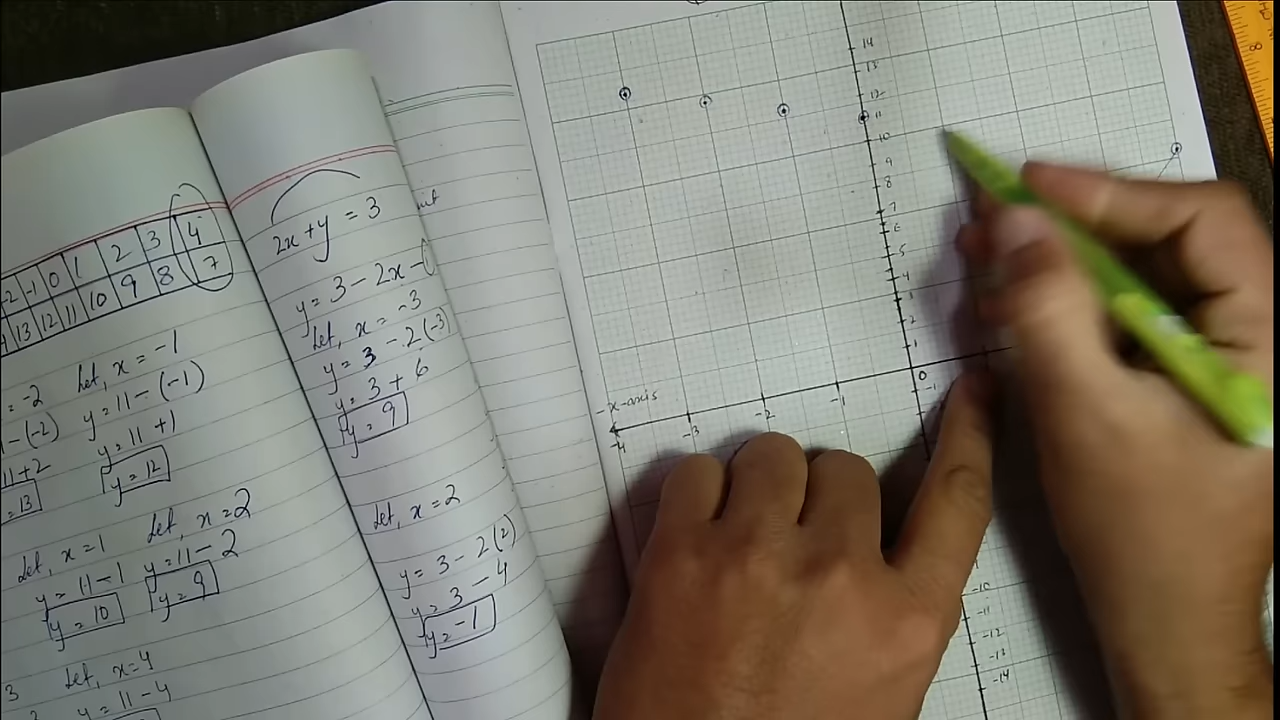 -2 -1 0 1 2 3 4
13 12 11 10 9 8 7
= -2
-(-2)
11+2
=13
Let, x = -1
y = 11 - (-1)
y = 11 + 1
y = 12
Let x = 1
y = 11 - 1
y = 10
Let, x = 2
y = 11 - 2
y = 9
3
Let, x = 4
y = 11 - 4
2x + y = 3
y = 3 - 2x -(
Let, x = -3
y = 3 - 2(-3)
y = 3 + 6
y = 9
Let, x = 2
y = 3 - 2(2)
y = 3 - 4
y = -1
14
13
12
11
10
9
8
7
6
5
4
3
2
1
0
-1
-x-axis
-4 -3 -2 -1
-10
-11
-12
-13
-14
8